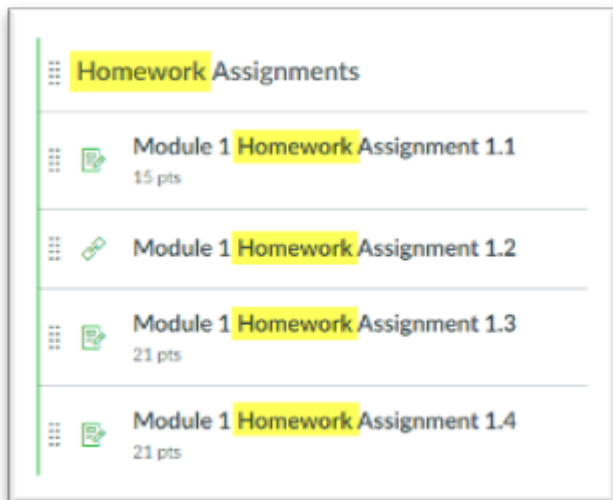 Homework Assignments
Module 1 Homework Assignment 1.1
15 pts
Module 1 Homework Assignment 1.2
Module 1 Homework Assignment 1.3
21 pts
Module 1 Homework Assignment 1.4
21 pts